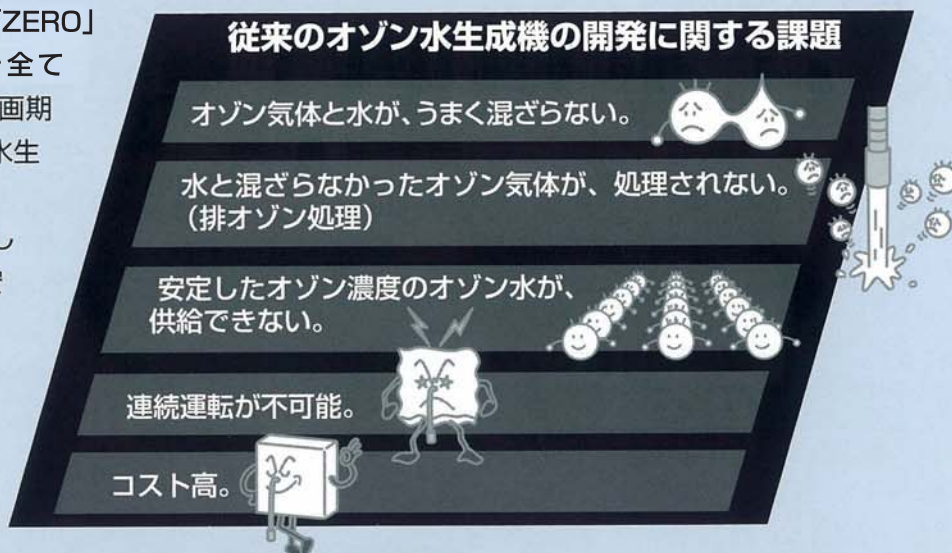 ZERO」
全て
画期
水生
し
従来のオゾン水生成機の開発に関する課題
オゾン気体と水が、うまく混ざらない。
水と混ざらなかったオゾン気体が、処理されない。
(排オゾン処理)
安定したオゾン濃度のオゾン水が、
供給できない。
連続運転が不可能。
コスト高。